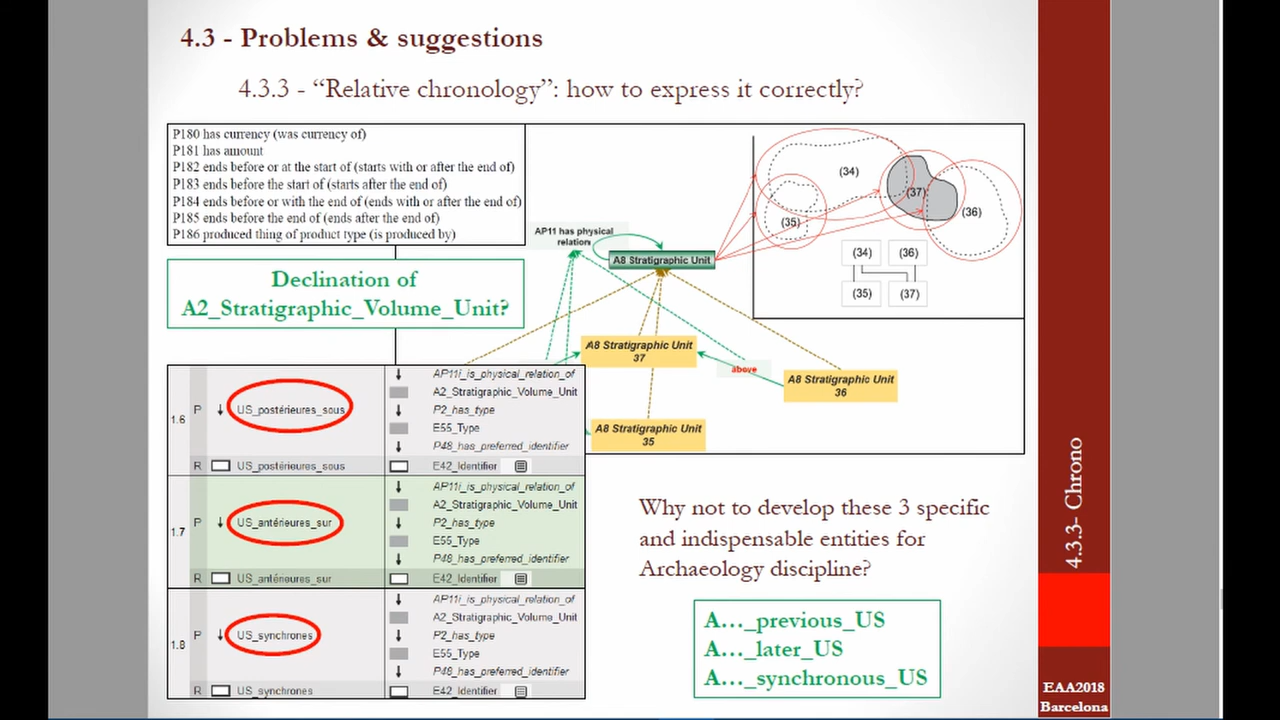 4.3 - Problems & suggestions
4.3.3 - “Relative chronology”: how to express it correctly?
P180 has currency (was currency of)
P181 has amount
P182 ends before or at the start of (starts with or after the end of)
P183 ends before the start of (starts after the end of)
P184 ends before or with the end of (ends with or after the end of)
P185 ends before the end of (ends after the end of)
P186 produced thing of product type (is produced by)
Declination of
A2_Stratigraphic_Volume_Unit?
AP11 has physical
relation
A8 Stratigraphic Unit
(34)
(37)
(35)
(36)
(34)
(36)
(35)
(37)
A8 Stratigraphic Unit
37
above
A8 Stratigraphic Unit
36
A8 Stratigraphic Unit
35
AP11i_is_physical_relation_of
A2_Stratigraphic_Volume_Unit
1.6 P US_postérieures_sous P2_has_type
E55_Type
P48_has_preferred_identifier
R US_postérieures_sous E42_Identifier
AP11i_is_physical_relation_of
A2_Stratigraphic_Volume_Unit
1.7 P US_antérieures_sur P2_has_type
E55_Type
P48_has_preferred_identifier
R US_antérieures_sur E42_Identifier
AP11i_is_physical_relation_of
A2_Stratigraphic_Volume_Unit
1.8 P US_synchrones P2_has_type
E55_Type
P48_has_preferred_identifier
R US_synchrones E42_Identifier
Why not to develop these 3 specific
and indispensable entities for
Archaeology discipline?
A…_previous_US
A…_later_US
A…_synchronous_US
4.3.3- Chrono
EAA2018
Barcelona